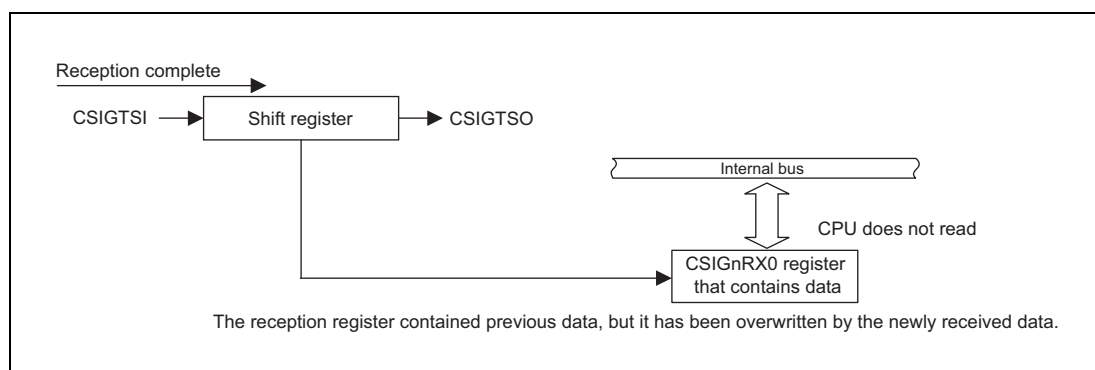 Reception complete
CSIGTSI
Shift register
CSIGTSO
Internal bus
CPU does not read
CSIGnRX0 register
that contains data
The reception register contained previous data, but it has been overwritten by the newly received data.